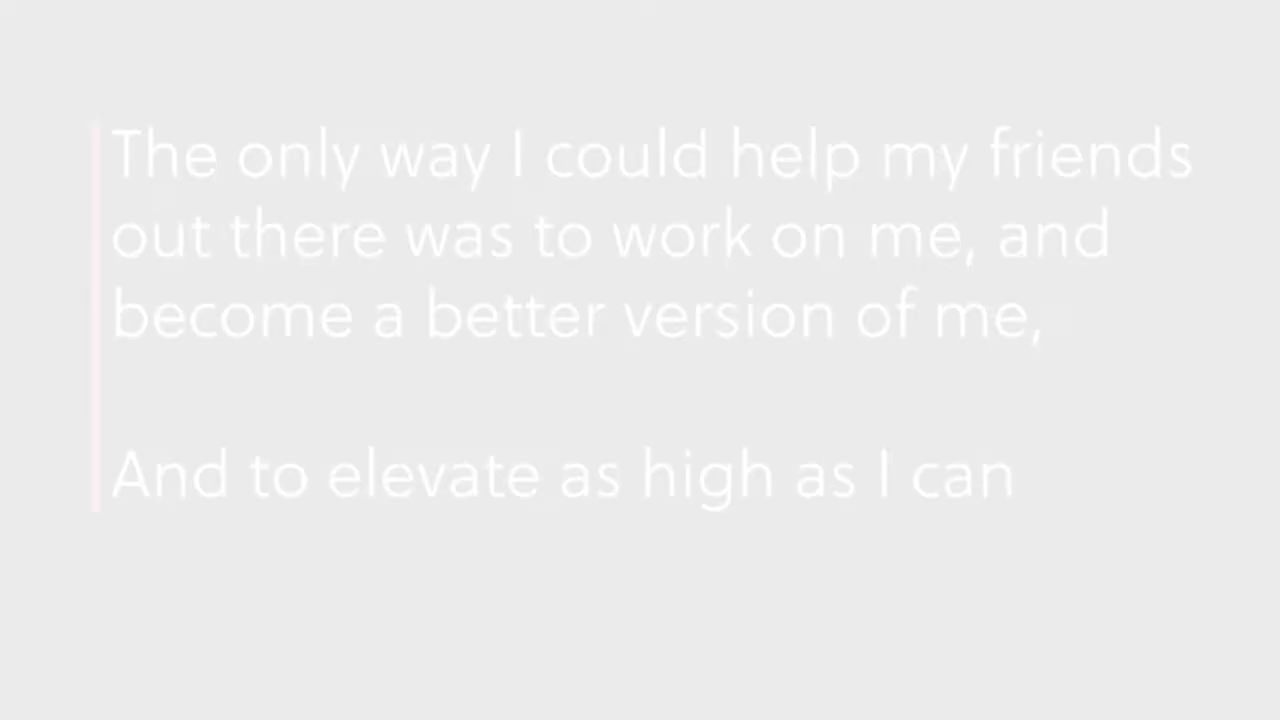 The only way I could help my friends
out there was to work on me, and
become a better version of me,
And to elevate as high as I can